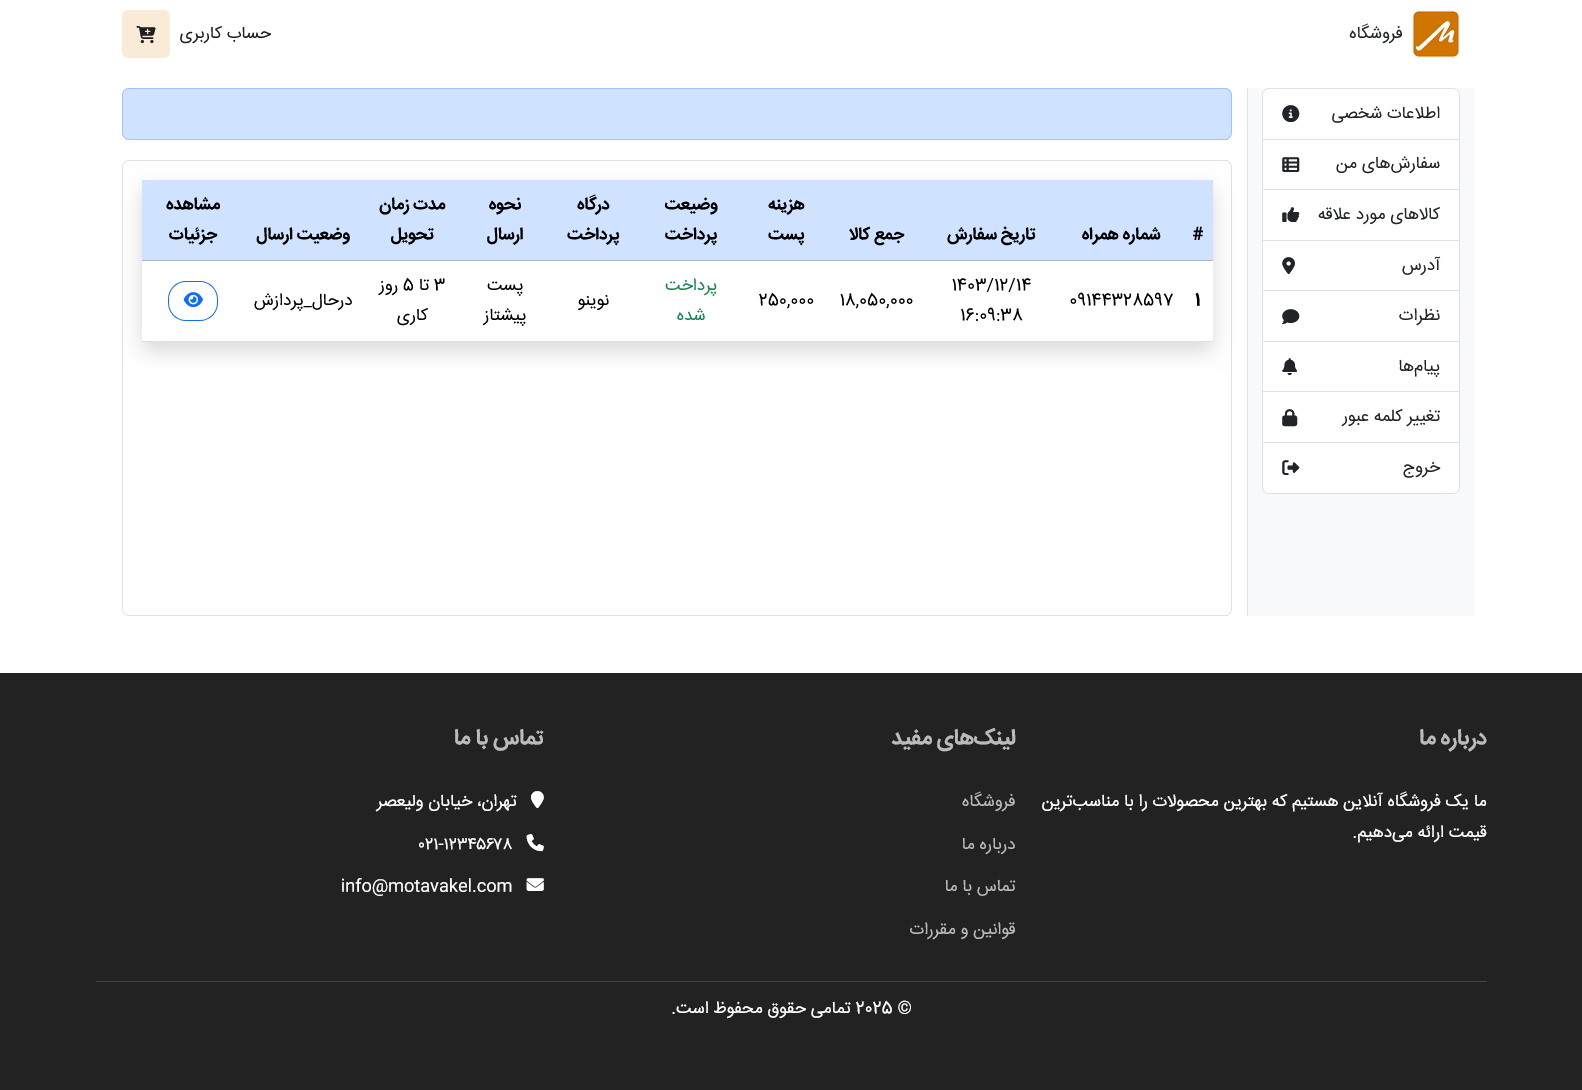 فروشگاه
حساب کاربری
اطلاعات شخصی
سفارش‌های من
کالاهای مورد علاقه
آدرس
نظرات
پیام‌ها
تغییر کلمه عبور
خروج
# شماره همراه تاریخ سفارش جمع کالا هزینه پست وضیعت پرداخت درگاه پرداخت نحوه ارسال مدت زمان تحویل وضعیت ارسال مشاهده جزئیات
۱ ۰۹۱۴۴۳۲۸۵۹۷ ۱۴۰۳/۱۲/۱۴ ۱۶:۰۹:۳۸ ۱۸,۰۵۰,۰۰۰ ۲۵۰,۰۰۰ پرداخت شده نوینو پست پیشتاز ۳ تا ۵ روز کاری درحال_پردازش
درباره ما
ما یک فروشگاه آنلاین هستیم که بهترین محصولات را با مناسب‌ترین
قیمت ارائه می‌دهیم.
لینک‌های مفید
فروشگاه
درباره ما
تماس با ما
قوانین و مقررات
تماس با ما
تهران، خیابان ولیعصر
۰۲۱-۱۲۳۴۵۶۷۸
info@motavakel.com
© ۲۰۲۵ تمامی حقوق محفوظ است.